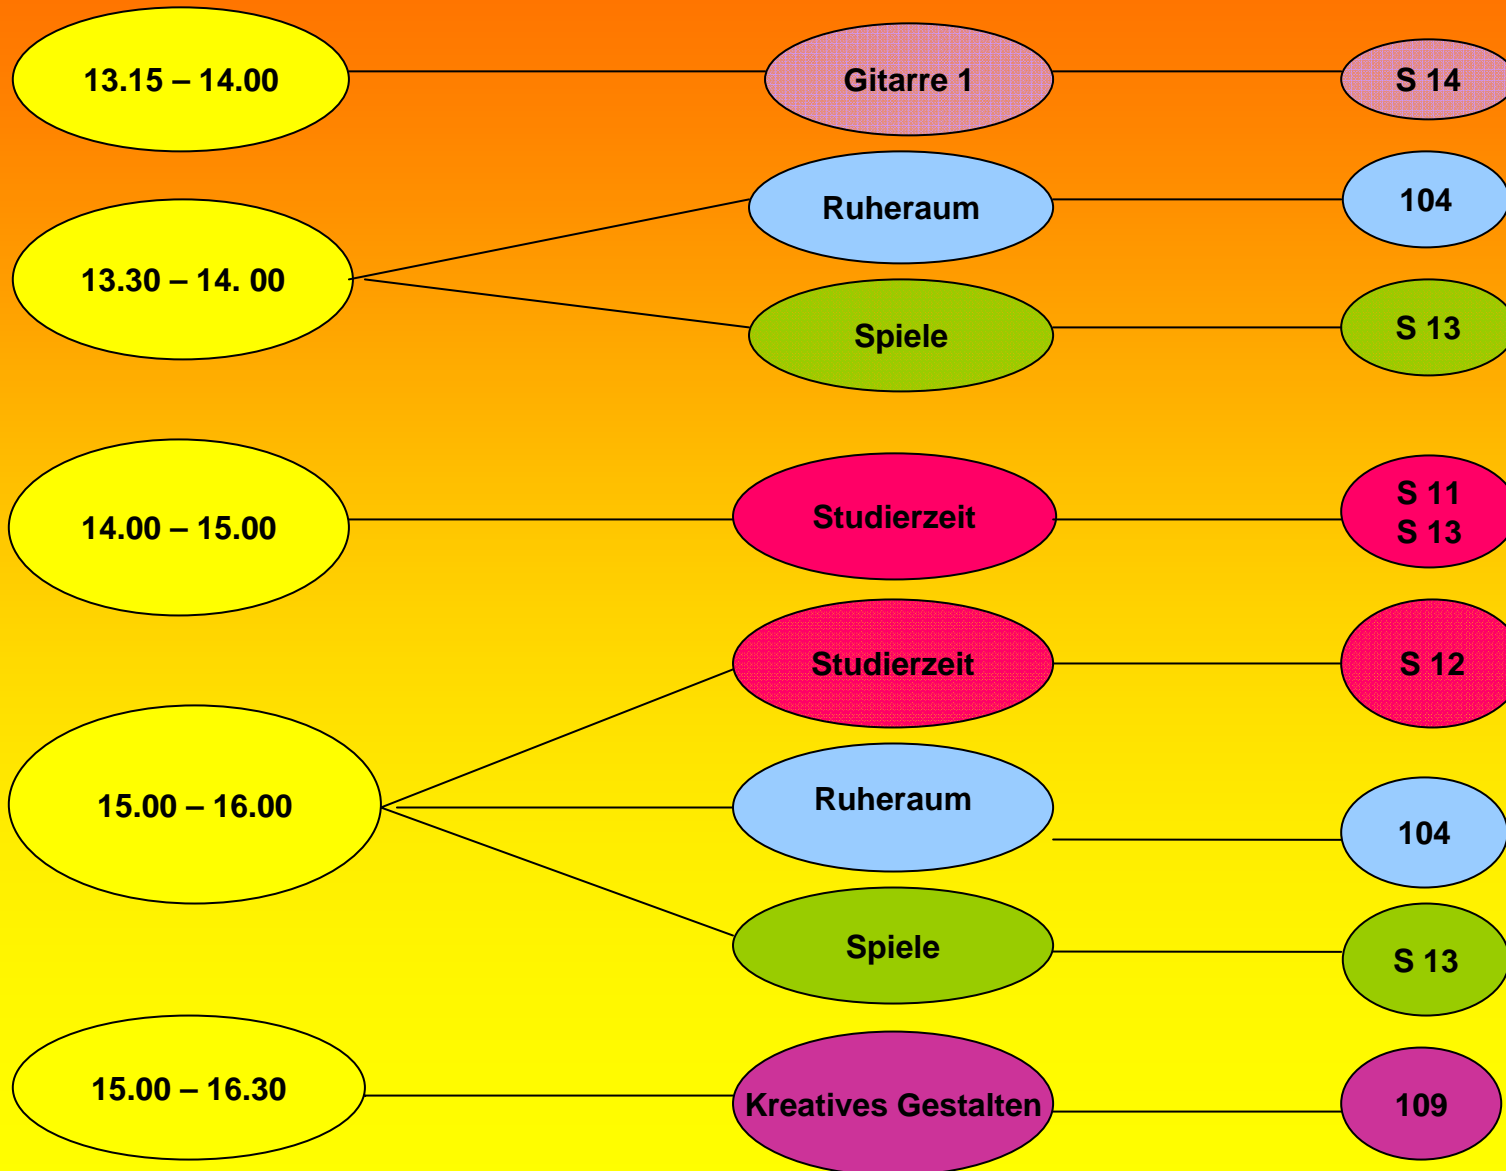 13.15 – 14.00
Gitarre 1
S 14
13.30 – 14. 00
Ruheraum
104
Spiele
S 13
14.00 – 15.00
Studierzeit
S 11
S 13
15.00 – 16.00
Studierzeit
S 12
Ruheraum
104
Spiele
S 13
15.00 – 16.30
Kreatives Gestalten
109